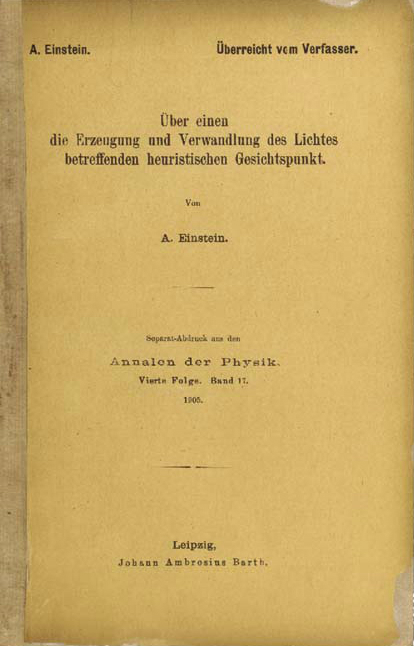 A. Einstein. Überreicht vom Verfasser.
Über einen
die Erzeugung und Verwandlung des Lichtes
betreffenden heuristischen Gesichtspunkt.
Von
A. Einstein.
Separat-Abdruck aus den
Annalen der Physik.
Vierte Folge. Band 17.
1905.
Leipzig,
Johann Ambrosius Barth.